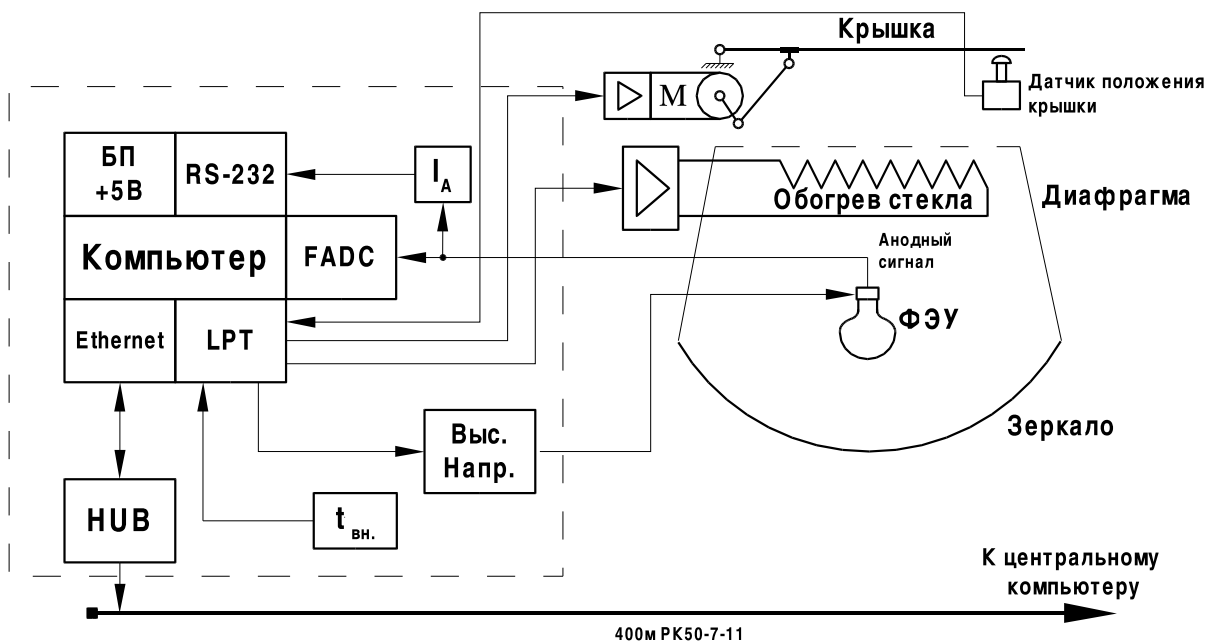 Крышка
М
Датчик положения
крышки
БП
+5В
RS-232
I A
Обогрев стекла
Диафрагма
Компьютер
FADC
Анодный
сигнал
ФЭУ
Ethernet
LPT
Зеркало
Выс.
Напр.
HUB
t вн.
К центральному
компьютеру
400м РК50-7-11